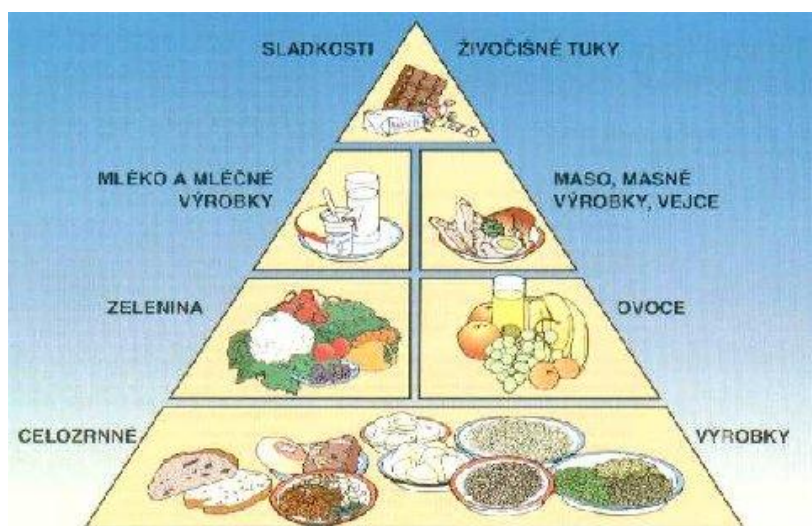 SLADKOSTI
ŽIVOČIŠNÉ TUKY
MLÉKO A MLÉČNÉ
VÝROBKY
MASO, MASNÉ
VÝROBKY, VEJCE
ZELENINA
OVOCE
CELOZRNNÉ
VÝROBKY